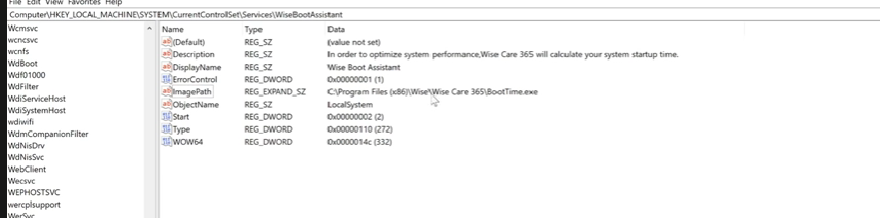 File Edit View Favorites Help
Computer\HKEY_LOCAL_MACHINE\SYSTEM\CurrentControlSet\Services\WiseBootAssistant
Wcmsvc
wcncsvc
wcnfs
WdBoot
Wdf01000
WdFilter
WdiServiceHost
WdiSystemHost
wdiwifi
WdmCompanionFilter
WdNisDrv
WdNisSvc
WebClient
Wecsvc
WEPHOSTSVC
wercplsupport
WerSvc
Name Type Data
(Default) REG_SZ (value not set)
Description REG_SZ In order to optimize system performance,Wise Care 365 will calculate your system startup time.
DisplayName REG_SZ Wise Boot Assistant
ErrorControl REG_DWORD 0x00000001 (1)
ImagePath REG_EXPAND_SZ C:\Program Files (x86)\Wise\Wise Care 365\BootTime.exe
ObjectName REG_SZ LocalSystem
Start REG_DWORD 0x00000002 (2)
Type REG_DWORD 0x00000110 (272)
WOW64 REG_DWORD 0x0000014c (332)